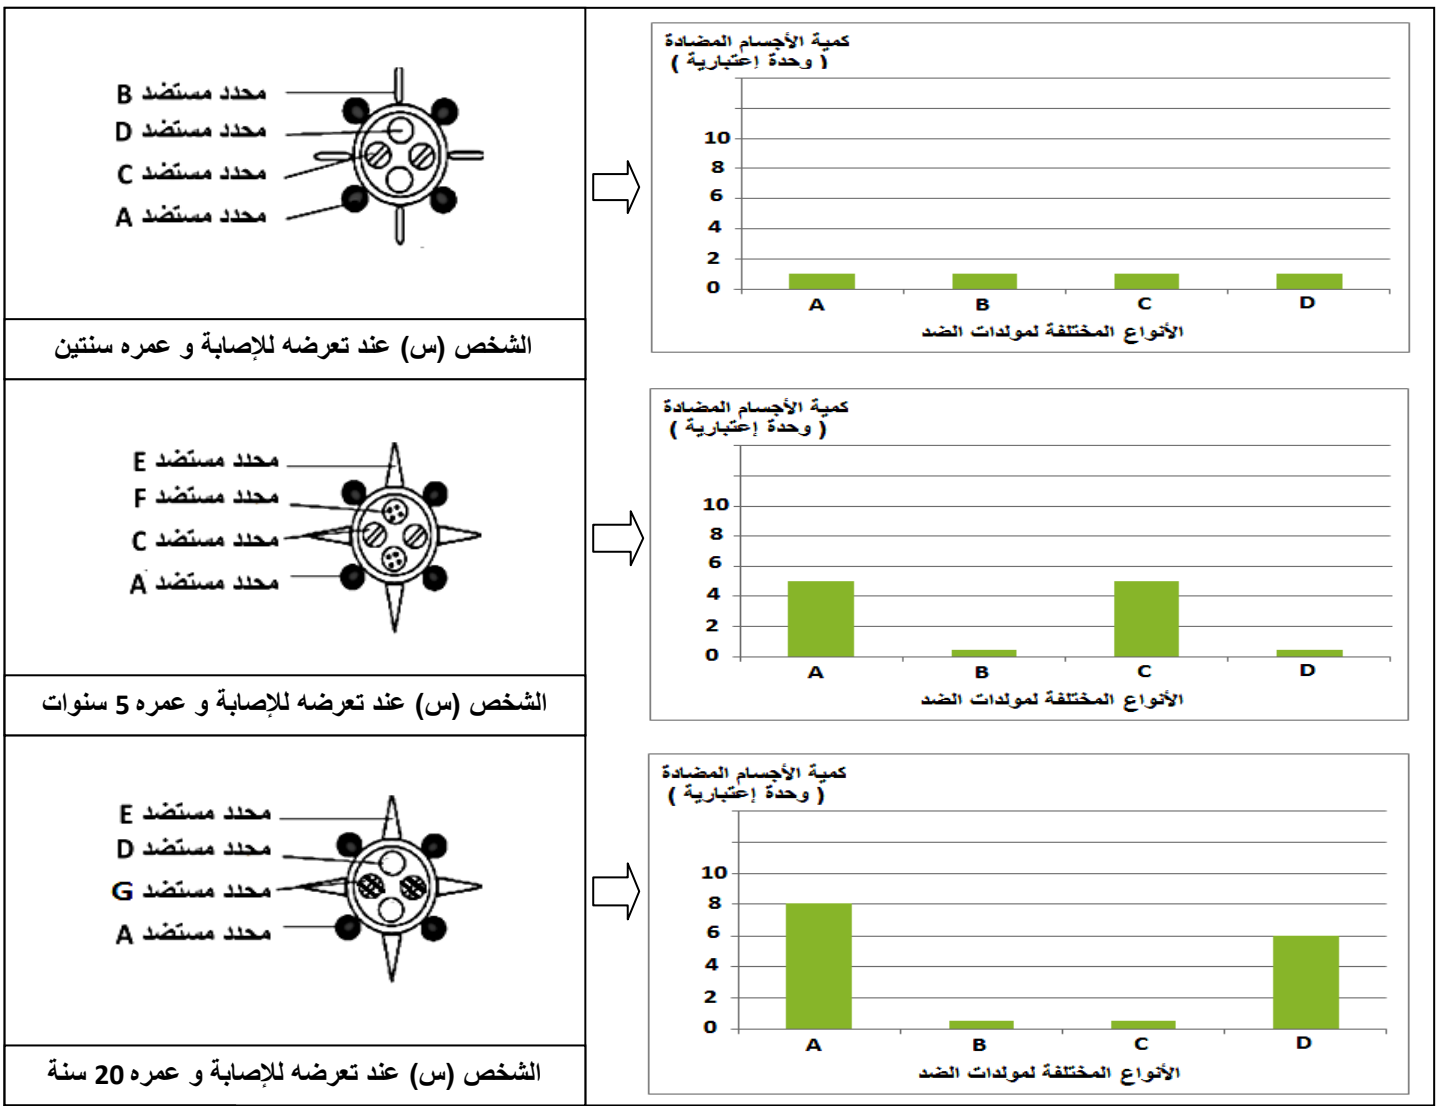 محدد مستضد B
محدد مستضد D
محدد مستضد C
محدد مستضد A
الشخص (س) عند تعرضه للإصابة و عمره سنتين
كمية الأجسام المضادة
( وحدة إعتبارية )
10
8
6
4
2
0
A B C D
الأنواع المختلفة لمولدات الضد
محدد مستضد E
محدد مستضد F
محدد مستضد C
محدد مستضد A
الشخص (س) عند تعرضه للإصابة و عمره 5 سنوات
كمية الأجسام المضادة
( وحدة إعتبارية )
10
8
6
4
2
0
A B C D
الأنواع المختلفة لمولدات الضد
محدد مستضد E
محدد مستضد D
محدد مستضد G
محدد مستضد A
الشخص (س) عند تعرضه للإصابة و عمره 20 سنة
كمية الأجسام المضادة
( وحدة إعتبارية )
10
8
6
4
2
0
A B C D
الأنواع المختلفة لمولدات الضد